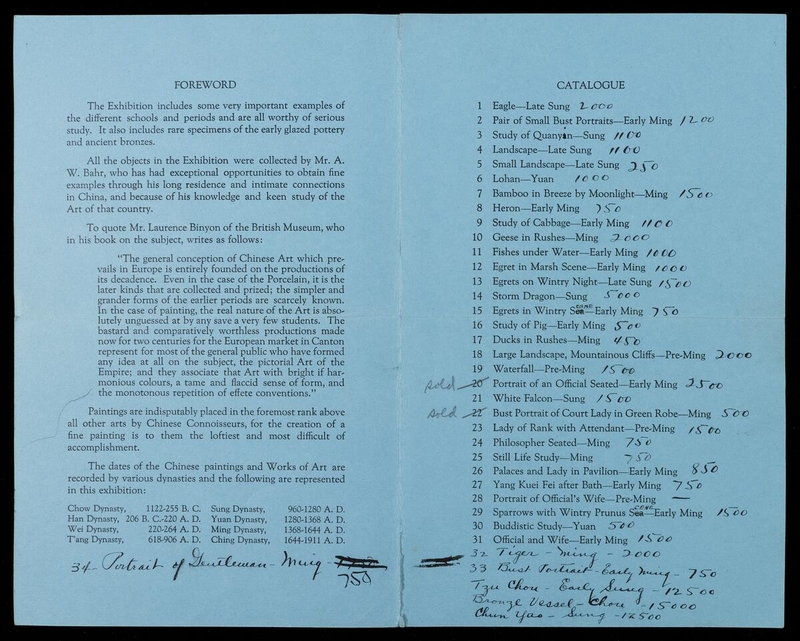 FOREWORD
The Exhibition includes some very important examples of
the different schools and periods and are all worthy of serious
study. It also includes rare specimens of the early glazed pottery
and ancient bronzes.
All the objects in the Exhibition were collected by Mr. A.
W. Bahr, who has had exceptional opportunities to obtain fine
examples through his long residence and intimate connections
in China, and because of his knowledge and keen study of the
Art of that country.
To quote Mr. Laurence Binyon of the British Museum, who
in his book on the subject, writes as follows:
"The general conception of Chinese Art which pre-
vails in Europe is entirely founded on the productions of
its decadence. Even in the case of the Porcelain, it is the
later kinds that are collected and prized; the simpler and
grander forms of the earlier periods are scarcely known.
In the case of painting, the real nature of the Art is abso-
lutely unguessed at by any save a very few students. The
bastard and comparatively worthless productions made
now for two centuries for the European market in Canton
represent for most of the general public who have formed
any idea at all on the subject, the pictorial Art of the
Empire; and they associate that Art with bright if har-
monious colours, a tame and flaccid sense of form, and
the monotonous repetition of effete conventions."
Paintings are indisputably placed in the foremost rank above
all other arts by Chinese Connoisseurs, for the creation of a
fine painting is to them the loftiest and most difficult of
accomplishment.
The dates of the Chinese paintings and Works of Art are
recorded by various dynasties and the following are represented
in this exhibition:
Chow Dynasty, 1122-255 B. C. Sung Dynasty, 960-1280 A. D.
Han Dynasty, 206 B. C.-220 A. D. Yuan Dynasty, 1280-1368 A. D.
Wei Dynasty, 220-264 A. D. Ming Dynasty, 1368-1644 A. D.
T'ang Dynasty, 618-906 A. D. Ching Dynasty, 1644-1911 A. D.
34- Portrait of Gentleman - Ming -
750
CATALOGUE
1 Eagle—Late Sung 2000
2 Pair of Small Bust Portraits—Early Ming 1200
3 Study of Quanyin—Sung 1100
4 Landscape—Late Sung 1100
5 Small Landscape—Late Sung 250
6 Lohan—Yuan 1000
7 Bamboo in Breeze by Moonlight—Ming 1500
8 Heron—Early Ming 750
9 Study of Cabbage—Early Ming 1100
10 Geese in Rushes—Ming 2000
11 Fishes under Water—Early Ming 1000
12 Egret in Marsh Scene—Early Ming 1000
13 Egrets on Wintry Night—Late Sung 1500
14 Storm Dragon—Sung 5000
15 Egrets in Wintry Sea SCENE—Early Ming 750
16 Study of Pig—Early Ming 500
17 Ducks in Rushes—Ming 450
18 Large Landscape, Mountainous Cliffs—Pre-Ming 2000
19 Waterfall—Pre-Ming 1500
sold 20 Portrait of an Official Seated—Early Ming 2500
21 White Falcon—Sung 1500
sold 22 Bust Portrait of Court Lady in Green Robe—Ming 500
23 Lady of Rank with Attendant—Pre-Ming 1500
24 Philosopher Seated—Ming 750
25 Still Life Study—Ming 750
26 Palaces and Lady in Pavilion—Early Ming 850
27 Yang Kuei Fei after Bath—Early Ming 750
28 Portrait of Official's Wife—Pre-Ming —
29 Sparrows with Wintry Prunus Sea SCENE—Early Ming 1500
30 Buddistic Study—Yuan 500
31 Official and Wife—Early Ming 1500
32 Tiger - Ming - 2000
33 Bust Portrait - Early Ming - 750
Tzu Chou - Early Sung - 12500
Bronze Vessel - Chou - 15000
Chun Yao - Sung - 12500